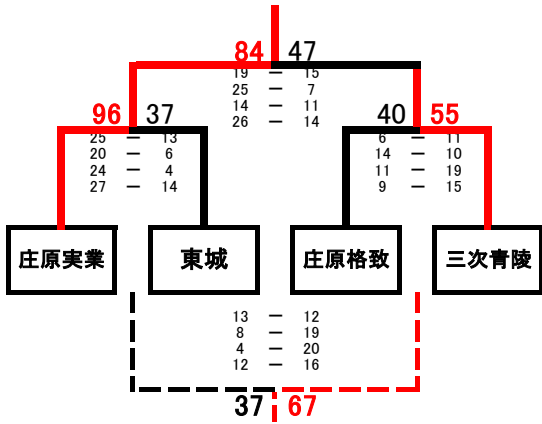 84 47
19 － 15
25 － 7
14 － 11
26 － 14
96 37
25 － 13
20 － 6
24 － 4
27 － 14
40 55
6 － 11
14 － 10
11 － 19
9 － 15
庄原実業
東城
庄原格致
三次青陵
13 － 12
8 － 19
4 － 20
12 － 16
37 67